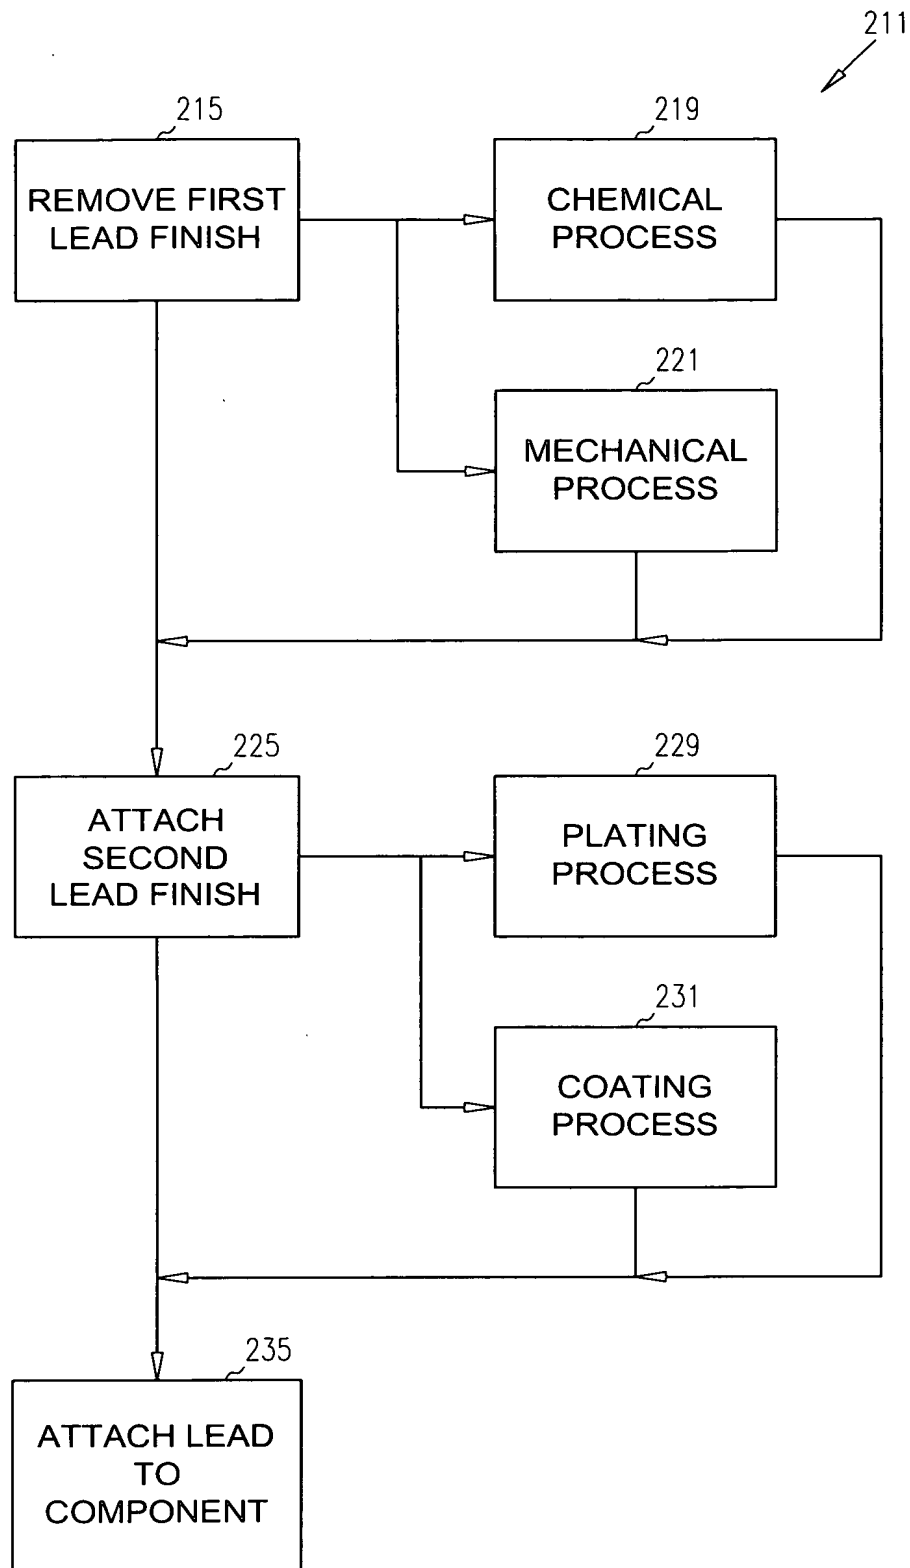 211
215
REMOVE FIRST
LEAD FINISH
219
CHEMICAL
PROCESS
221
MECHANICAL
PROCESS
225
ATTACH
SECOND
LEAD FINISH
229
PLATING
PROCESS
231
COATING
PROCESS
235
ATTACH LEAD
TO
COMPONENT